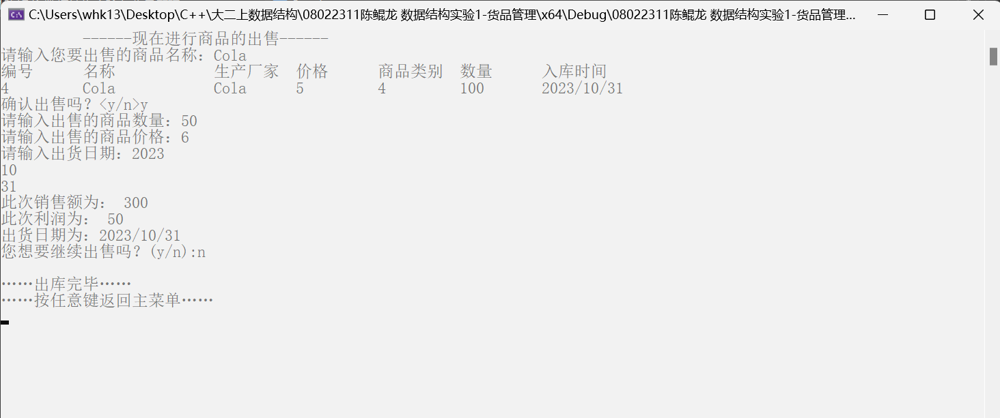 C:\Users\whk13\Desktop\C++\大二上数据结构\08022311陈鲲龙 数据结构实验1-货品管理\x64\Debug\08022311陈鲲龙 数据结构实验1-货品管理...
------现在进行商品的出售------
请输入您要出售的商品名称：Cola
编号 名称 生产厂家 价格 商品类别 数量 入库时间
4 Cola Cola 5 4 100 2023/10/31
确认出售吗？<y/n>y
请输入出售的商品数量：50
请输入出售的商品价格：6
请输入出货日期：2023
10
31
此次销售额为： 300
此次利润为： 50
出货日期为：2023/10/31
您想要继续出售吗？(y/n):n
……出库完毕……
……按任意键返回主菜单……